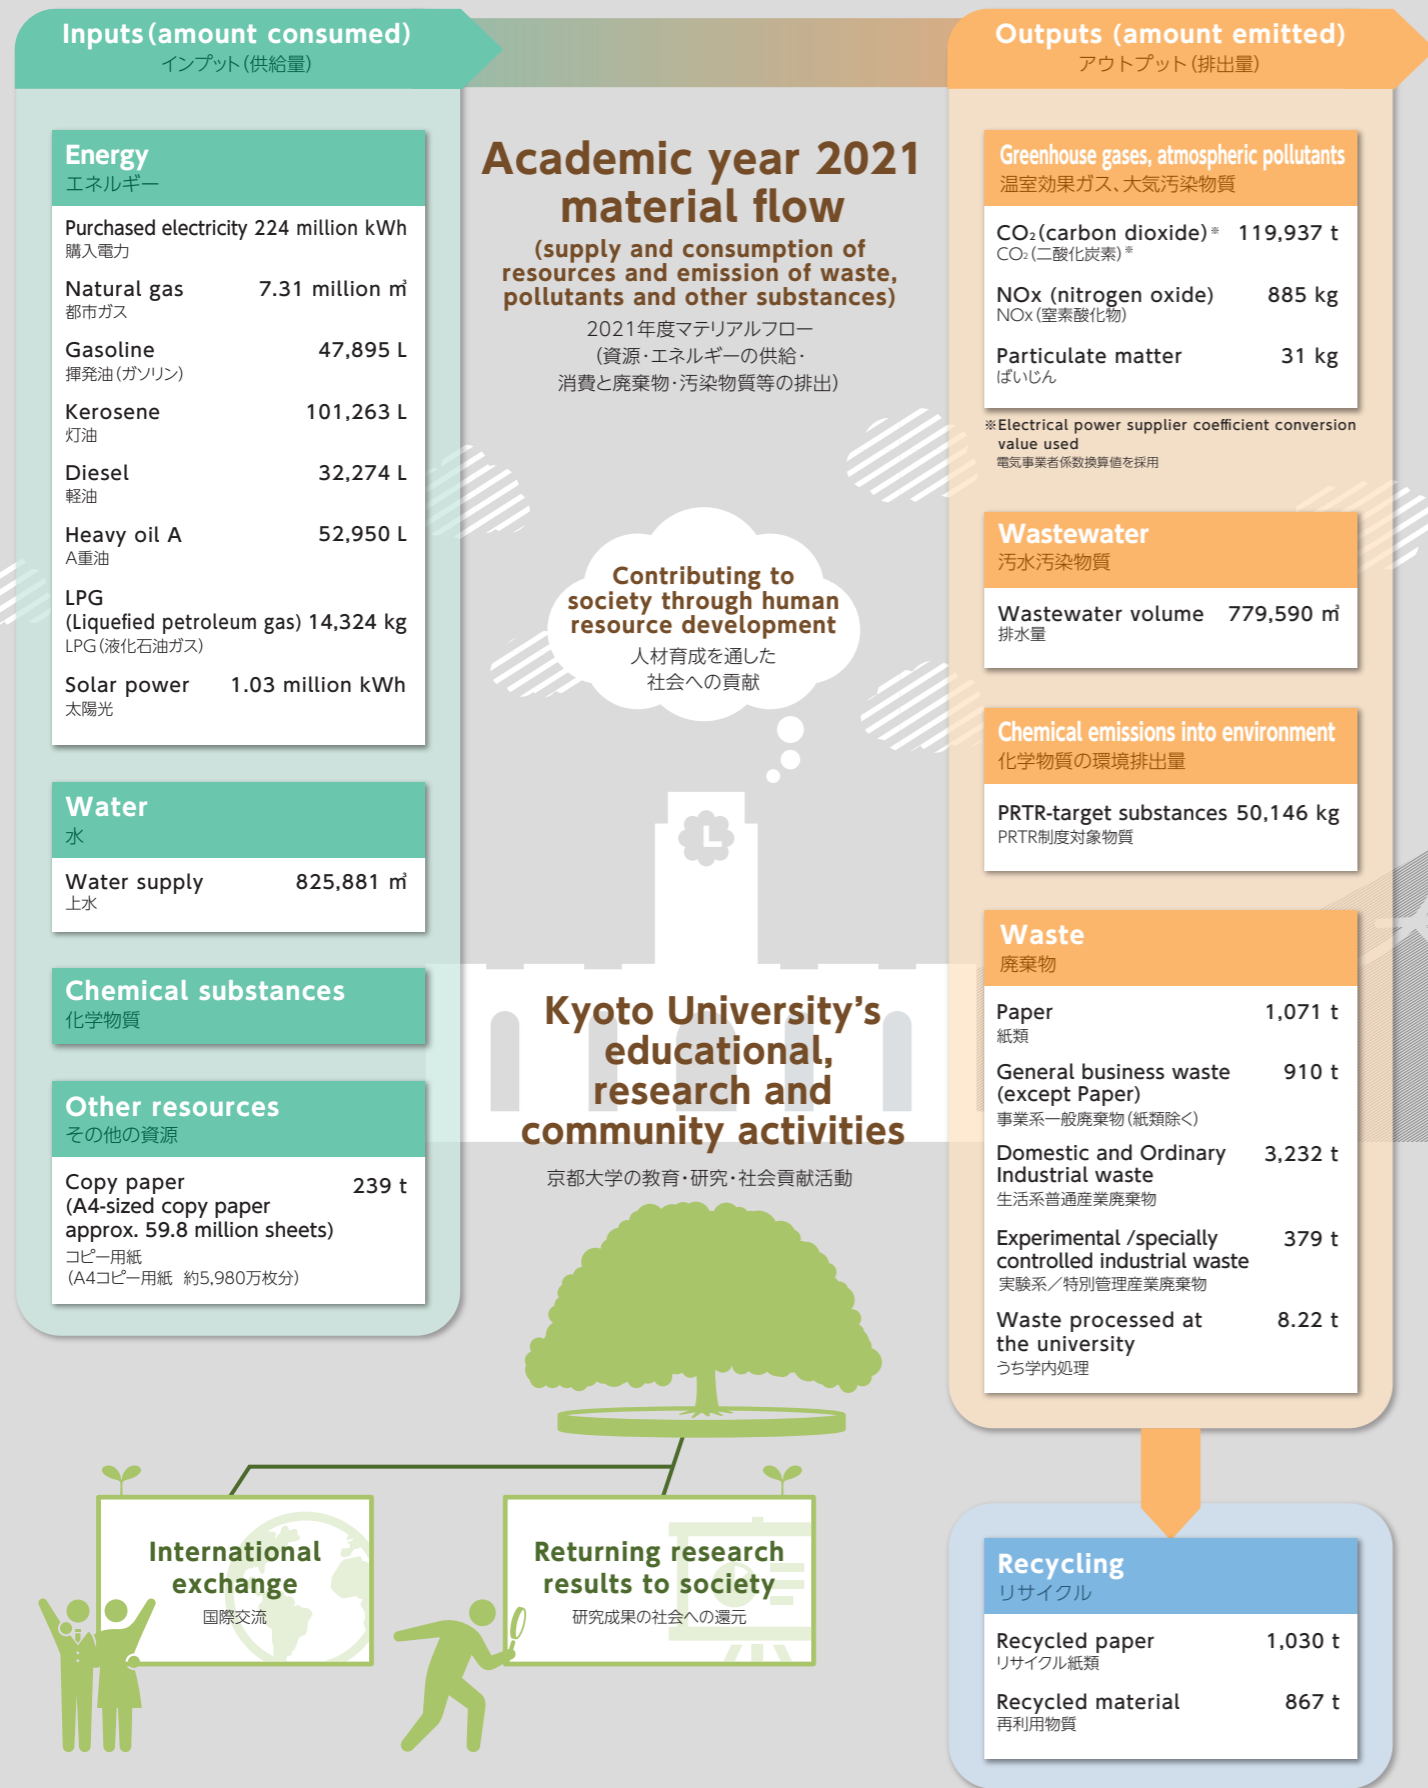 Inputs (amount consumed)
インプット(供給量)
Energy
エネルギー
Purchased electricity 224 million kWh
購入電力
Natural gas 7.31 million ㎥
都市ガス
Gasoline 47,895 L
揮発油(ガソリン)
Kerosene 101,263 L
灯油
Diesel 32,274 L
軽油
Heavy oil A 52,950 L
A重油
LPG
(Liquefied petroleum gas) 14,324 kg
LPG(液化石油ガス)
Solar power 1.03 million kWh
太陽光
Water
水
Water supply 825,881 ㎥
上水
Chemical substances
化学物質
Other resources
その他の資源
Copy paper 239 t
(A4-sized copy paper
approx. 59.8 million sheets)
コピー用紙
(A4コピー用紙 約5,980万枚分)
Academic year 2021
material flow
(supply and consumption of
resources and emission of waste,
pollutants and other substances)
2021年度マテリアルフロー
(資源・エネルギーの供給・
消費と廃棄物・汚染物質等の排出)
Contributing to
society through human
resource development
人材育成を通した
社会への貢献
Kyoto University's
educational,
research and
community activities
京都大学の教育・研究・社会貢献活動
International
exchange
国際交流
Returning research
results to society
研究成果の社会への還元
Outputs (amount emitted)
アウトプット(排出量)
Greenhouse gases, atmospheric pollutants
温室効果ガス、大気汚染物質
CO₂(carbon dioxide)※ 119,937 t
CO₂(二酸化炭素)※
NOx (nitrogen oxide) 885 kg
NOx(窒素酸化物)
Particulate matter 31 kg
ばいじん
※Electrical power supplier coefficient conversion
value used
電気事業者係数換算値を採用
Wastewater
汚水汚染物質
Wastewater volume 779,590 ㎥
排水量
Chemical emissions into environment
化学物質の環境排出量
PRTR-target substances 50,146 kg
PRTR制度対象物質
Waste
廃棄物
Paper 1,071 t
紙類
General business waste 910 t
(except Paper)
事業系一般廃棄物(紙類除く)
Domestic and Ordinary 3,232 t
Industrial waste
生活系普通産業廃棄物
Experimental /specially 379 t
controlled industrial waste
実験系/特別管理産業廃棄物
Waste processed at 8.22 t
the university
うち学内処理
Recycling
リサイクル
Recycled paper 1,030 t
リサイクル紙類
Recycled material 867 t
再利用物質